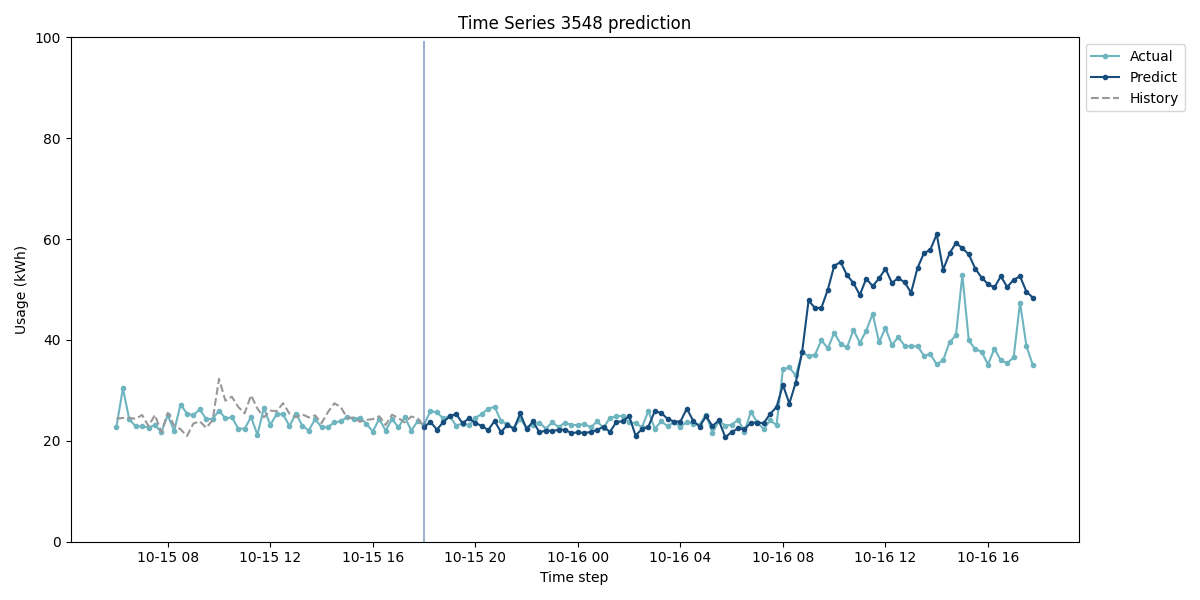 Time Series 3548 prediction
100
80
60
40
20
0
Usage (kWh)
10-15 08
10-15 12
10-15 16
10-15 20
10-16 00
10-16 04
10-16 08
10-16 12
10-16 16
Time step
Actual
Predict
History